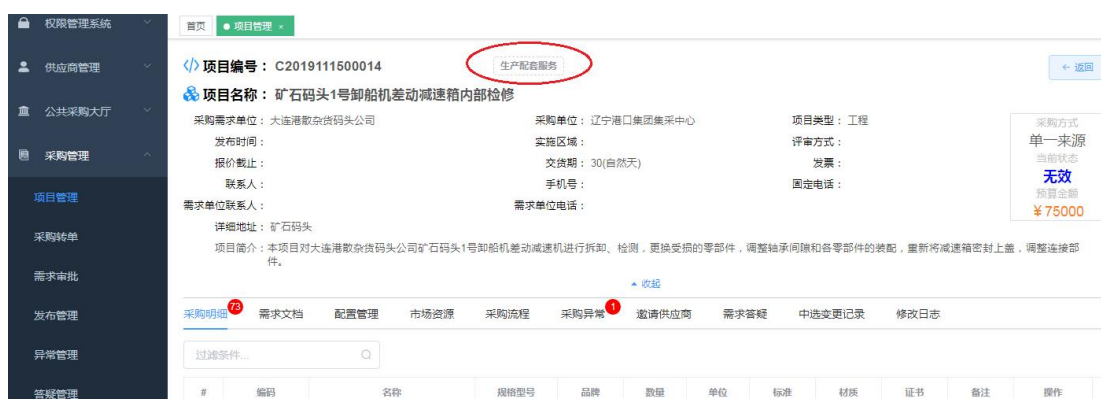 权限管理系统
首页 ● 项目管理 ×
供应商管理
</> 项目编号： C2019111500014 生产配套服务 ← 返回
项目名称： 矿石码头1号卸船机差动减速箱内部检修
公共采购大厅
采购需求单位：大连港散杂货码头公司 采购单位：辽宁港口集团集采中心 项目类型：工程
采购方式
发布时间： 实施区域： 评审方式：
单一来源
采购管理
报价截止： 交货期：30(自然天) 发票：
当前状态
联系人： 手机号： 固定电话：
无效
项目管理
需求单位联系人： 需求单位电话：
预算金额
¥75000
详细地址：矿石码头
采购转单
项目简介：本项目对大连港散杂货码头公司矿石码头1号卸船机差动减速机进行拆卸、检测，更换受损的零部件，调整轴承间隙和各零部件的装配，重新将减速箱密封上盖，调整连接部
件。
需求审批
收起
发布管理
采购明细 73 需求文档 配置管理 市场资源 采购流程 采购异常 1 邀请供应商 需求答疑 中选变更记录 修改日志
异常管理
过滤条件...
答疑管理
# 编码 名称 规格型号 品牌 数量 单位 标准 材质 证书 备注 操作